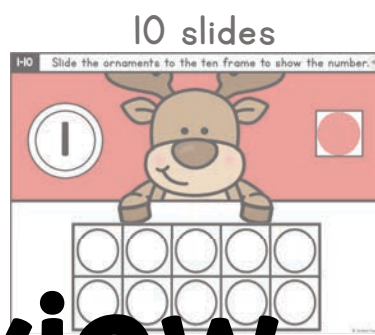 10 slides
1-10 Slide the ornaments to the ten frame to show the number.
1